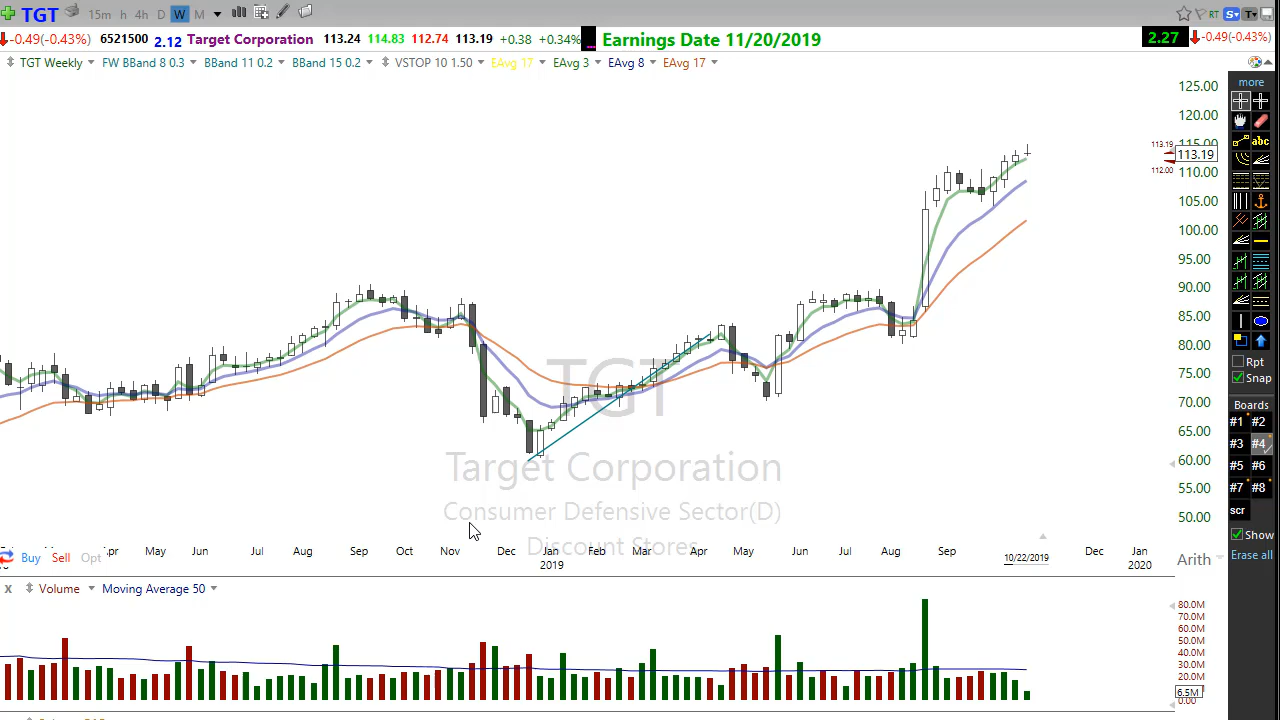 TGT 15m h 4h D W M RT S T
-0.49(-0.43%) 6521500 2.12 Target Corporation 113.24 114.83 112.74 113.19 +0.38 +0.34% Earnings Date 11/20/2019 2.27 -0.49(-0.43%)
TGT Weekly FW BBand 8 0.3 BBand 11 0.2 BBand 15 0.2 VSTOP 10 1.50 EAvg 17 EAvg 3 EAvg 8 EAvg 17
more
abc
125.00
120.00
115.00
113.19
113.19
112.00
110.00
105.00
100.00
95.00
90.00
85.00
80.00
75.00
70.00
65.00
60.00
55.00
50.00
Rpt
Snap
Boards
#1 #2
#3 #4
#5 #6
#7 #8
scr
Show
Erase all
TGT
Target Corporation
Consumer Defensive Sector(D)
Discount Stores
May Jun Jul Aug Sep Oct Nov Dec Jan Feb Mar Apr May Jun Jul Aug Sep Dec Jan
2019 10/22/2019 2020
Buy Sell Opt
Arith
X Volume Moving Average 50
80.0M
70.0M
60.0M
50.0M
40.0M
30.0M
20.0M
6.5M
0.00